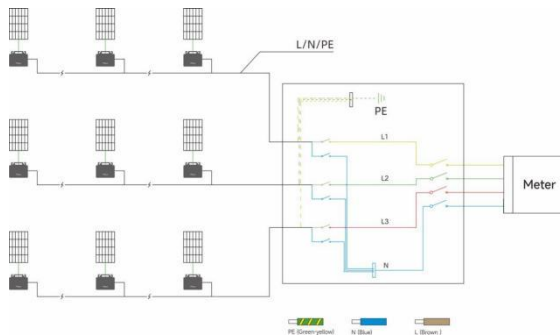 L/N/PE
PE
L1
L2
Meter
L3
N
PE (Green-yellow)
N (Blue)
L (Brown)